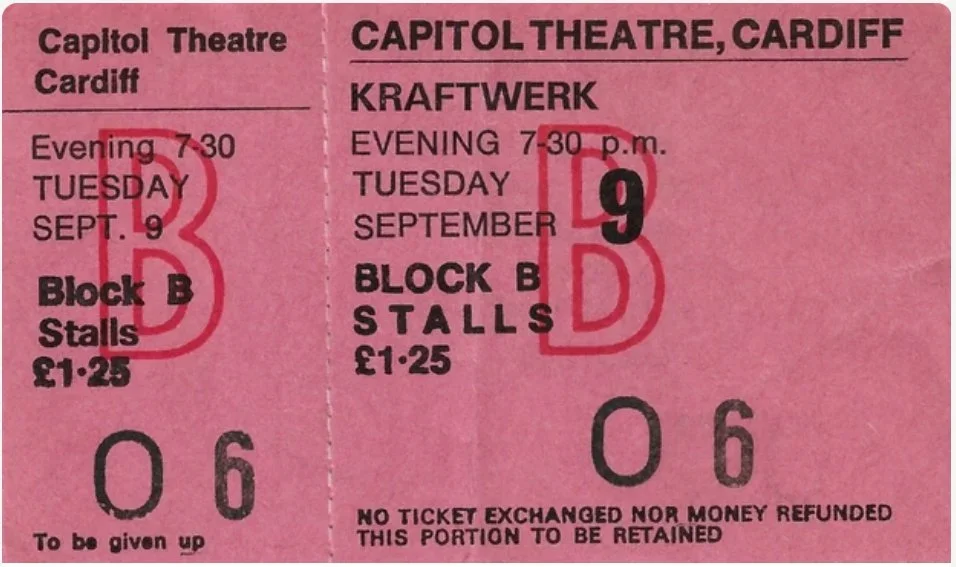 Capitol Theatre
Cardiff
Evening 7-30
TUESDAY
SEPT. 9
B
Block B
Stalls
£1·25
O 6
To be given up
CAPITOL THEATRE, CARDIFF
KRAFTWERK
EVENING 7-30 p.m.
TUESDAY
SEPTEMBER 9
B
BLOCK B
STALLS
£1·25
O 6
NO TICKET EXCHANGED NOR MONEY REFUNDED
THIS PORTION TO BE RETAINED